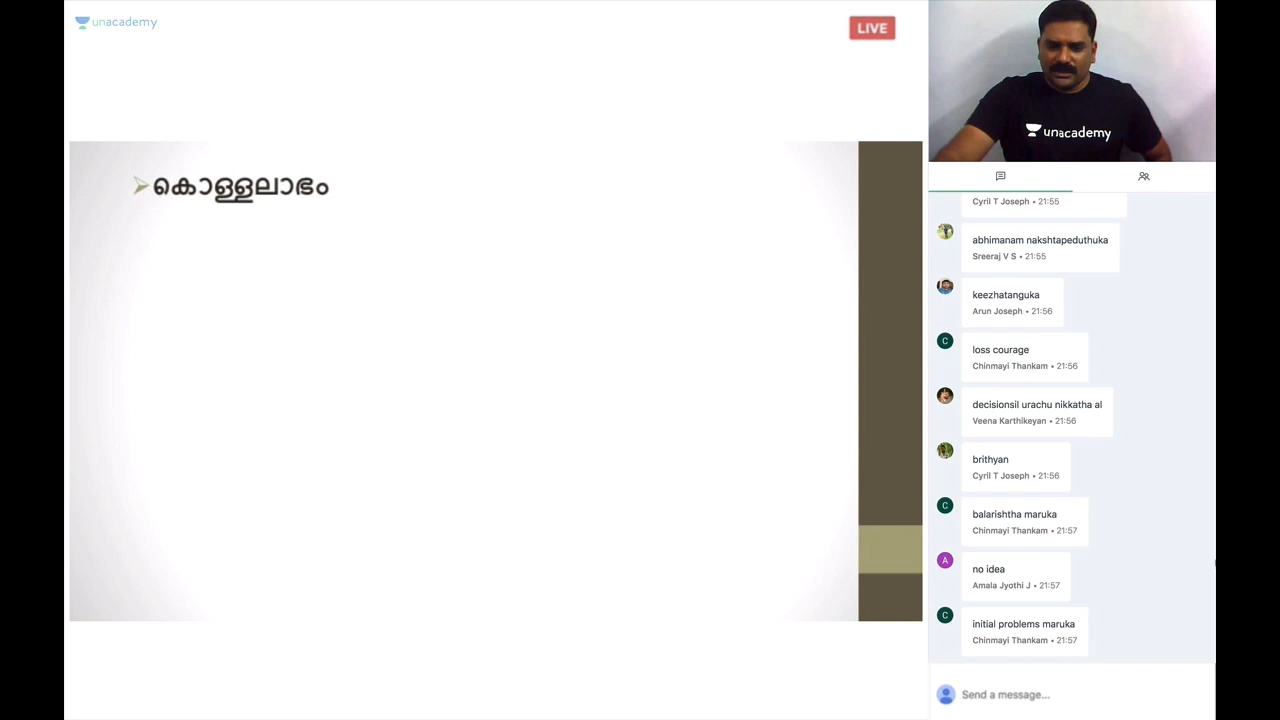 unacademy
LIVE
കൊള്ളലാഭം
unacademy
Cyril T Joseph • 21:55
abhimanam nakshtapeduthuka
Sreeraj V S • 21:55
keezhatanguka
Arun Joseph • 21:56
C
loss courage
Chinmayi Thankam • 21:56
decisionsil urachu nikkatha al
Veena Karthikeyan • 21:56
brithyan
Cyril T Joseph • 21:56
C
balarishtha maruka
Chinmayi Thankam • 21:57
A
no idea
Amala Jyothi J • 21:57
C
initial problems maruka
Chinmayi Thankam • 21:57
Send a message...